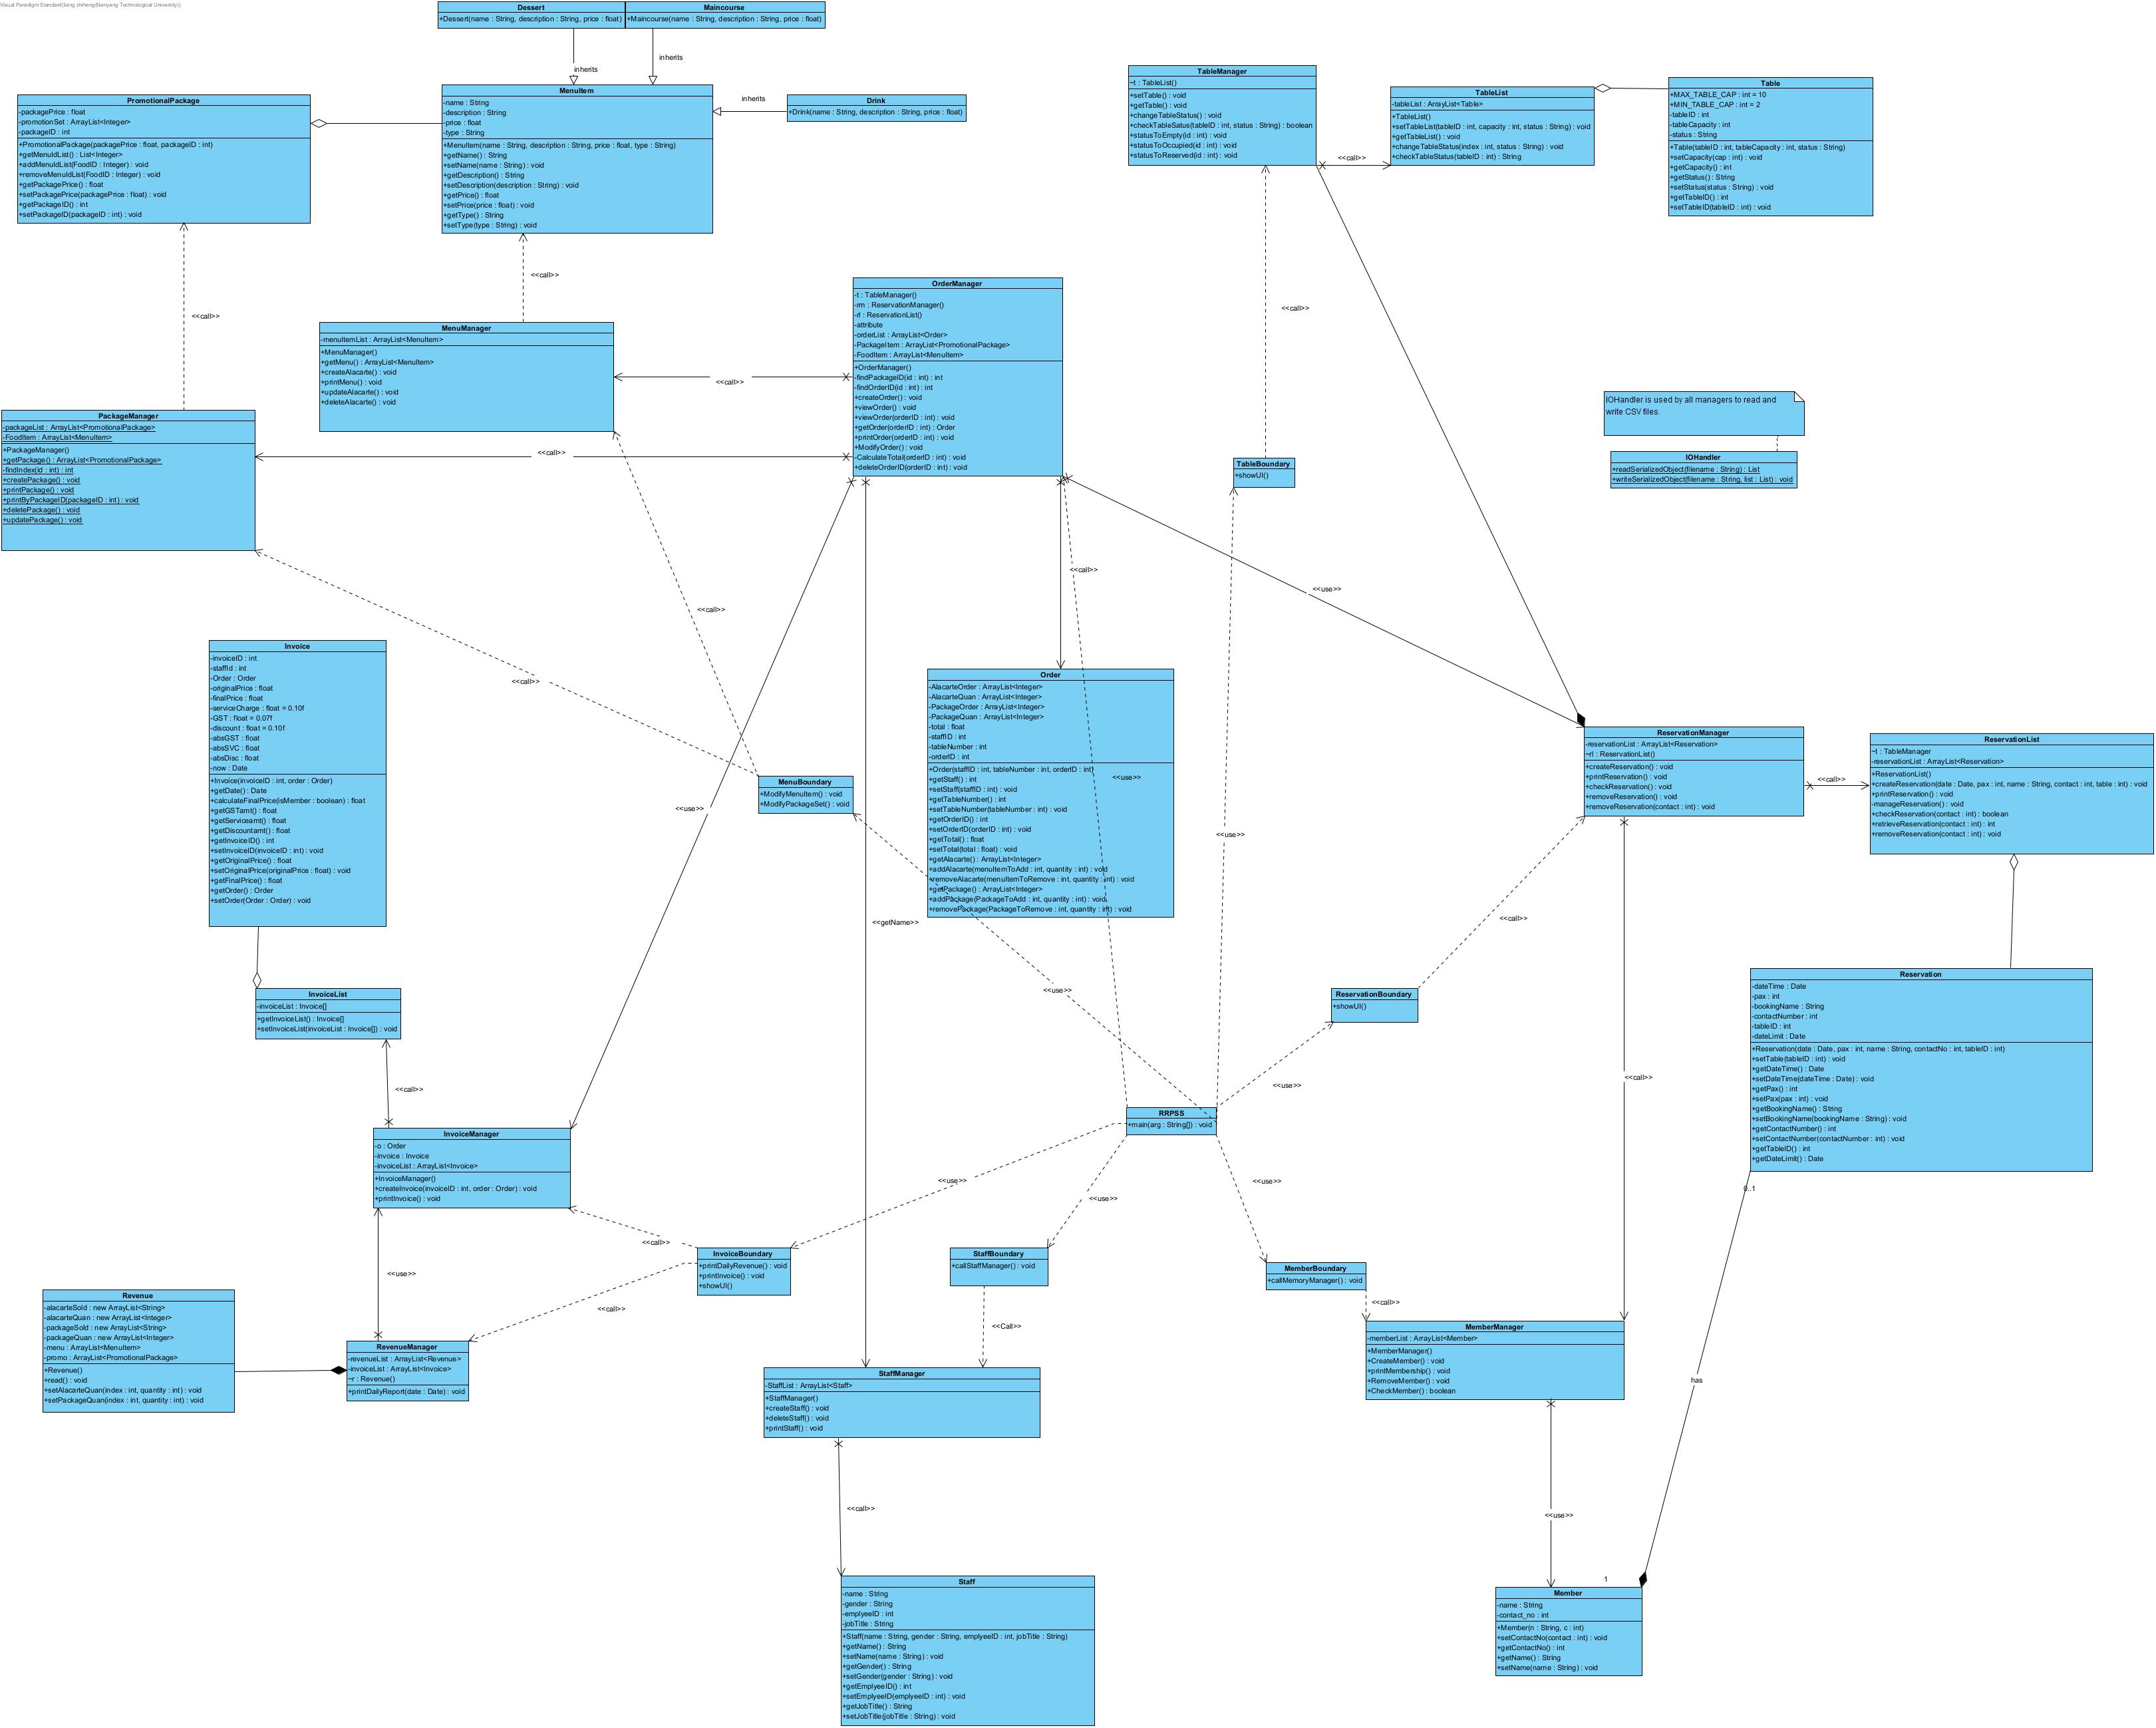 Visual Paradigm Standard(liang zhiheng(Nanyang Technological University))
Dessert
+Dessert(name : String, description : String, price : float)
Maincourse
+Maincourse(name : String, description : String, price : float)
inherits
inherits
PromotionalPackage
-packagePrice : float
-promotionSet : ArrayList<Integer>
-packageID : int
+PromotionalPackage(packagePrice : float, packageID : int)
+getMenuIdList() : List<Integer>
+addMenuIdList(FoodID : Integer) : void
+removeMenuIdList(FoodID : Integer) : void
+getPackagePrice() : float
+setPackagePrice(packagePrice : float) : void
+getPackageID() : int
+setPackageID(packageID : int) : void
MenuItem
-name : String
-description : String
-price : float
-type : String
+MenuItem(name : String, description : String, price : float, type : String)
+getName() : String
+setName(name : String) : void
+getDescription() : String
+setDescription(description : String) : void
+getPrice() : float
+setPrice(price : float) : void
+getType() : String
+setType(type : String) : void
inherits
Drink
+Drink(name : String, description : String, price : float)
TableManager
~t : TableList()
+setTable() : void
+getTable() : void
+changeTableStatus() : void
+checkTableSatus(tableID : int, status : String) : boolean
+statusToEmpty(id : int) : void
+statusToOccupied(id : int) : void
+statusToReserved(id : int) : void
<<call>>
TableList
-tableList : ArrayList<Table>
+TableList()
+setTableList(tableID : int, capacity : int, status : String) : void
+getTableList() : void
+changeTableStatus(index : int, status : String) : void
+checkTableStatus(tableID : int) : String
Table
+MAX_TABLE_CAP : int = 10
+MIN_TABLE_CAP : int = 2
-tableID : int
-tableCapacity : int
-status : String
+Table(tableID : int, tableCapacity : int, status : String)
+setCapacity(cap : int) : void
+getCapacity() : int
+getStatus() : String
+setStatus(status : String) : void
+getTableID() : int
+setTableID(tableID : int) : void
<<call>>
<<call>>
<<call>>
MenuManager
-menuItemList : ArrayList<MenuItem>
+MenuManager()
+getMenu() : ArrayList<MenuItem>
+createAlacarte() : void
+printMenu() : void
+updateAlacarte() : void
+deleteAlacarte() : void
<<call>>
OrderManager
-t : TableManager()
-rm : ReservationManager()
-rl : ReservationList()
-attribute
-orderList : ArrayList<Order>
-PackageItem : ArrayList<PromotionalPackage>
-FoodItem : ArrayList<MenuItem>
+OrderManager()
-findPackageID(id : int) : int
-findOrderID(id : int) : int
+createOrder() : void
+viewOrder() : void
+viewOrder(orderID : int) : void
+getOrder(orderID : int) : Order
+printOrder(orderID : int) : void
+ModifyOrder() : void
-CalculateTotal(orderID : int) : void
+deleteOrderID(orderID : int) : void
PackageManager
-packageList : ArrayList<PromotionalPackage>
-FoodItem : ArrayList<MenuItem>
+PackageManager()
+getPackage() : ArrayList<PromotionalPackage>
-findIndex(id : int) : int
+createPackage() : void
+printPackage() : void
+printByPackageID(packageID : int) : void
+deletePackage() : void
+updatePackage() : void
<<call>>
IOHandler is used by all managers to read and
write CSV files.
IOHandler
+readSerializedObject(filename : String) : List
+writeSerializedObject(filename : String, list : List) : void
TableBoundary
+showUI()
<<call>>
<<use>>
<<call>>
<<call>>
Invoice
-invoiceID : int
-staffId : int
-Order : Order
-originalPrice : float
-finalPrice : float
-serviceCharge : float = 0.10f
-GST : float = 0.07f
-discount : float = 0.10f
-absGST : float
-absSVC : float
-absDisc : float
-now : Date
+Invoice(invoiceID : int, order : Order)
+getDate() : Date
+calculateFinalPrice(isMember : boolean) : float
+getGSTamt() : float
+getServiceamt() : float
+getDiscountamt() : float
+getInvoiceID() : int
+setInvoiceID(invoiceID : int) : void
+getOriginalPrice() : float
+setOriginalPrice(originalPrice : float) : void
+getFinalPrice() : float
+getOrder() : Order
+setOrder(Order : Order) : void
Order
-AlacarteOrder : ArrayList<Integer>
-AlacarteQuan : ArrayList<Integer>
-PackageOrder : ArrayList<Integer>
-PackageQuan : ArrayList<Integer>
-total : float
-staffID : int
-tableNumber : int
-orderID : int
+Order(staffID : int, tableNumber : int, orderID : int)
+getStaff() : int
+setStaff(staffID : int) : void
+getTableNumber() : int
+setTableNumber(tableNumber : int) : void
+getOrderID() : int
+setOrderID(orderID : int) : void
+getTotal() : float
+setTotal(total : float) : void
+getAlacarte() : ArrayList<Integer>
+addAlacarte(menuItemToAdd : int, quantity : int) : void
+removeAlacarte(menuItemToRemove : int, quantity : int) : void
+getPackage() : ArrayList<Integer>
+addPackage(PackageToAdd : int, quantity : int) : void
+removePackage(PackageToRemove : int, quantity : int) : void
<<use>>
MenuBoundary
+ModifyMenuItem() : void
+ModifyPackageSet() : void
<<use>>
<<use>>
ReservationManager
-reservationList : ArrayList<Reservation>
~rl : ReservationList()
+createReservation() : void
+printReservation() : void
+checkReservation() : void
+removeReservation() : void
+removeReservation(contact : int) : void
<<call>>
ReservationList
~t : TableManager
-reservationList : ArrayList<Reservation>
+ReservationList()
+createReservation(date : Date, pax : int, name : String, contact : int, table : int) : void
+printReservation() : void
-manageReservation() : void
+checkReservation(contact : int) : boolean
+retrieveReservation(contact : int) : int
+removeReservation(contact : int) : void
<<getName>>
<<call>>
<<use>>
InvoiceList
-invoiceList : Invoice[]
+getInvoiceList() : Invoice[]
+setInvoiceList(invoiceList : Invoice[]) : void
ReservationBoundary
+showUI()
Reservation
-dateTime : Date
-pax : int
-bookingName : String
-contactNumber : int
-tableID : int
-dateLimit : Date
+Reservation(date : Date, pax : int, name : String, contactNo : int, tableID : int)
+setTable(tableID : int) : void
+getDateTime() : Date
+setDateTime(dateTime : Date) : void
+getPax() : int
+setPax(pax : int) : void
+getBookingName() : String
+setBookingName(bookingName : String) : void
+getContactNumber() : int
+setContactNumber(contactNumber : int) : void
+getTableID() : int
+getDateLimit() : Date
<<call>>
<<use>>
<<call>>
RRPSS
+main(arg : String[]) : void
InvoiceManager
-o : Order
-invoice : Invoice
-invoiceList : ArrayList<Invoice>
+InvoiceManager()
+createInvoice(invoiceID : int, order : Order) : void
+printInvoice() : void
<<use>>
<<use>>
<<use>>
0..1
<<call>>
InvoiceBoundary
+printDailyRevenue() : void
+printInvoice() : void
+showUI()
StaffBoundary
+callStaffManager() : void
MemberBoundary
+callMemoryManager() : void
<<use>>
<<call>>
<<call>>
<<Call>>
Revenue
-alacarteSold : new ArrayList<String>
-alacarteQuan : new ArrayList<Integer>
-packageSold : new ArrayList<String>
-packageQuan : new ArrayList<Integer>
-menu : ArrayList<MenuItem>
-promo : ArrayList<PromotionalPackage>
+Revenue()
+read() : void
+setAlacarteQuan(index : int, quantity : int) : void
+setPackageQuan(index : int, quantity : int) : void
RevenueManager
-revenueList : ArrayList<Revenue>
-invoiceList : ArrayList<Invoice>
~r : Revenue()
+printDailyReport(date : Date) : void
StaffManager
-StaffList : ArrayList<Staff>
+StaffManager()
+createStaff() : void
+deleteStaff() : void
+printStaff() : void
MemberManager
-memberList : ArrayList<Member>
+MemberManager()
+CreateMember() : void
+printMembership() : void
+RemoveMember() : void
+CheckMember() : boolean
has
<<call>>
<<use>>
Staff
-name : String
-gender : String
-emplyeeID : int
-jobTitle : String
+Staff(name : String, gender : String, emplyeeID : int, jobTitle : String)
+getName() : String
+setName(name : String) : void
+getGender() : String
+setGender(gender : String) : void
+getEmplyeeID() : int
+setEmplyeeID(emplyeeID : int) : void
+getJobTitle() : String
+setJobTitle(jobTitle : String) : void
1
Member
-name : String
-contact_no : int
+Member(n : String, c : int)
+setContactNo(contact : int) : void
+getContactNo() : int
+getName() : String
+setName(name : String) : void